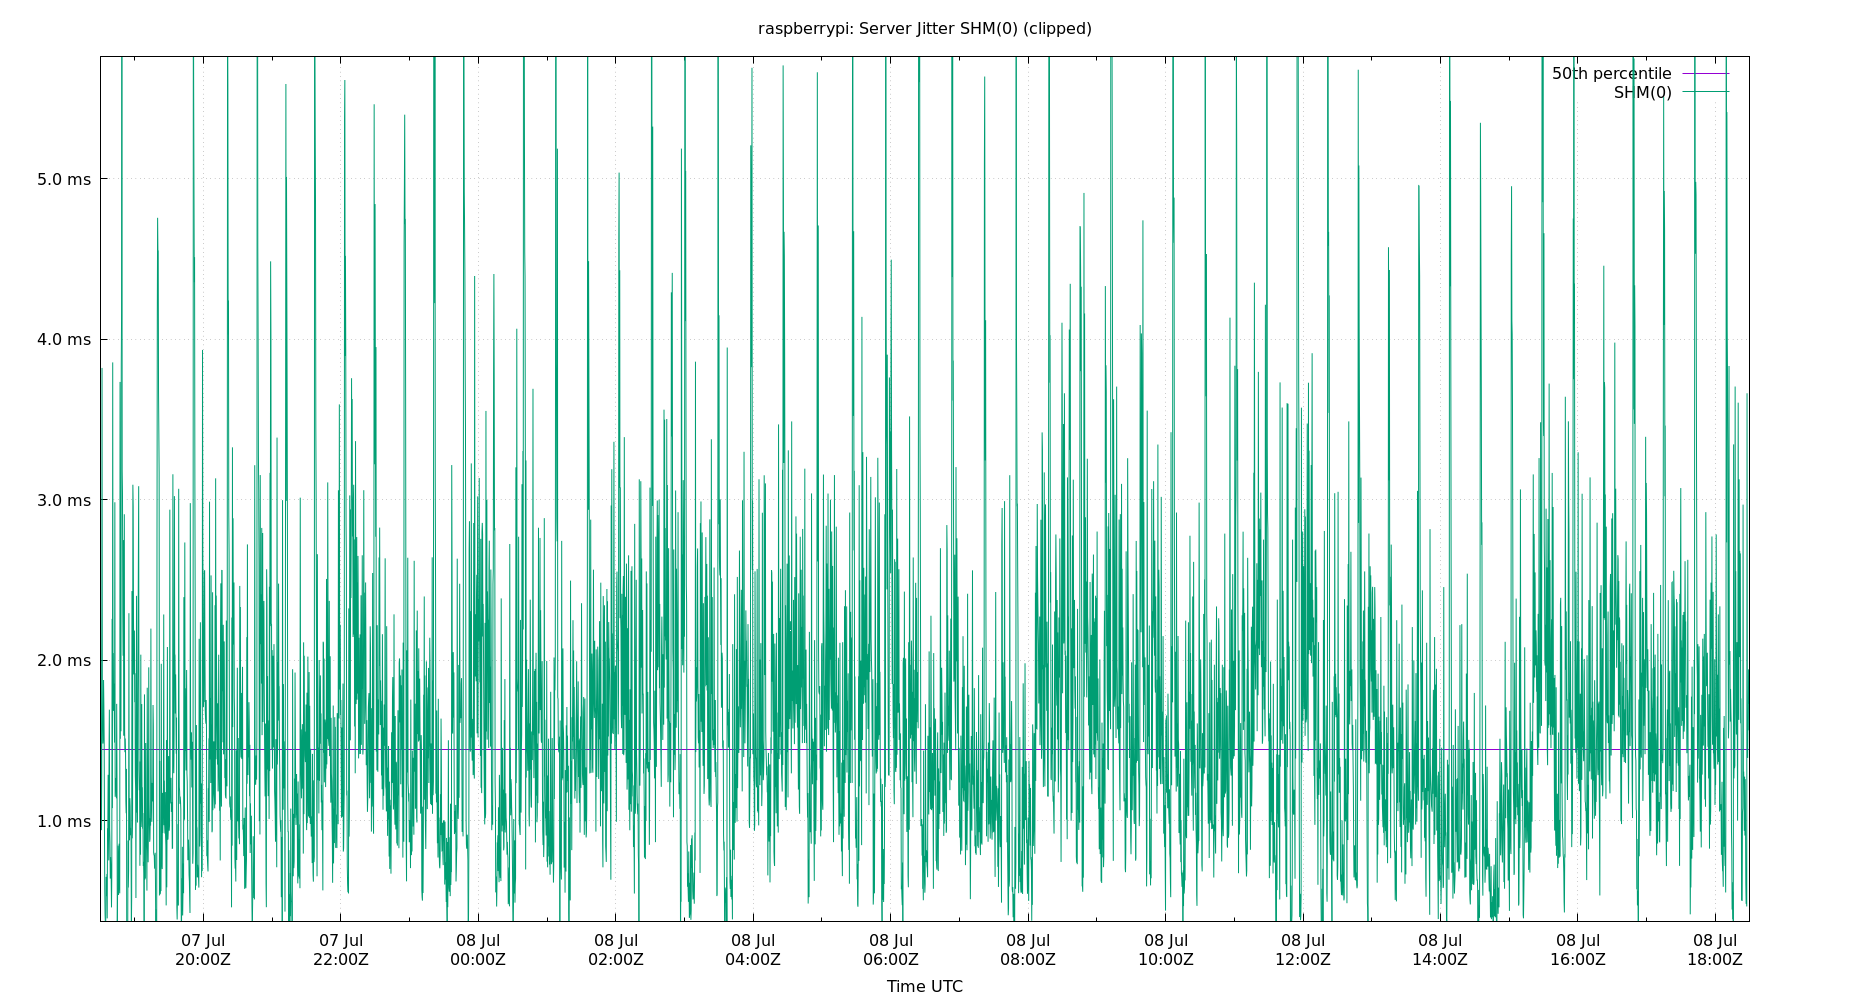 raspberrypi: Server Jitter SHM(0) (clipped)
50th percentile
SHM(0)
5.0 ms
4.0 ms
3.0 ms
2.0 ms
1.0 ms
07 Jul 07 Jul 08 Jul 08 Jul 08 Jul 08 Jul 08 Jul 08 Jul 08 Jul 08 Jul 08 Jul 08 Jul
20:00Z 22:00Z 00:00Z 02:00Z 04:00Z 06:00Z 08:00Z 10:00Z 12:00Z 14:00Z 16:00Z 18:00Z
Time UTC